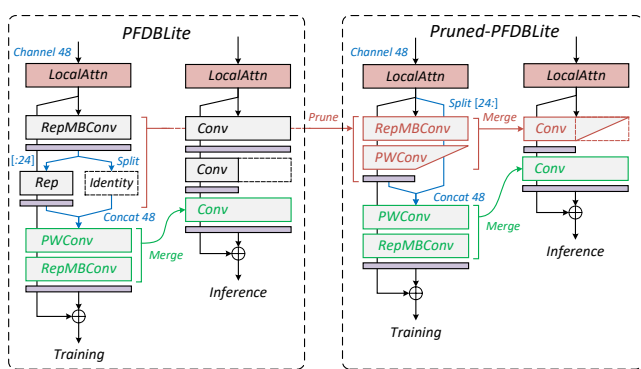 PFDBLite
Channel 48
LocalAttn
LocalAttn
RepMBConv
Conv
[:24]
Split
Rep
Identity
Conv
Concat 48
Conv
PWConv
RepMBConv
Merge
Inference
Training
Prune
Pruned-PFDBLite
Channel 48
LocalAttn
LocalAttn
Split [24:]
Merge
RepMBConv
Conv
PWConv
Conv
Concat 48
PWConv
RepMBConv
Merge
Inference
Training